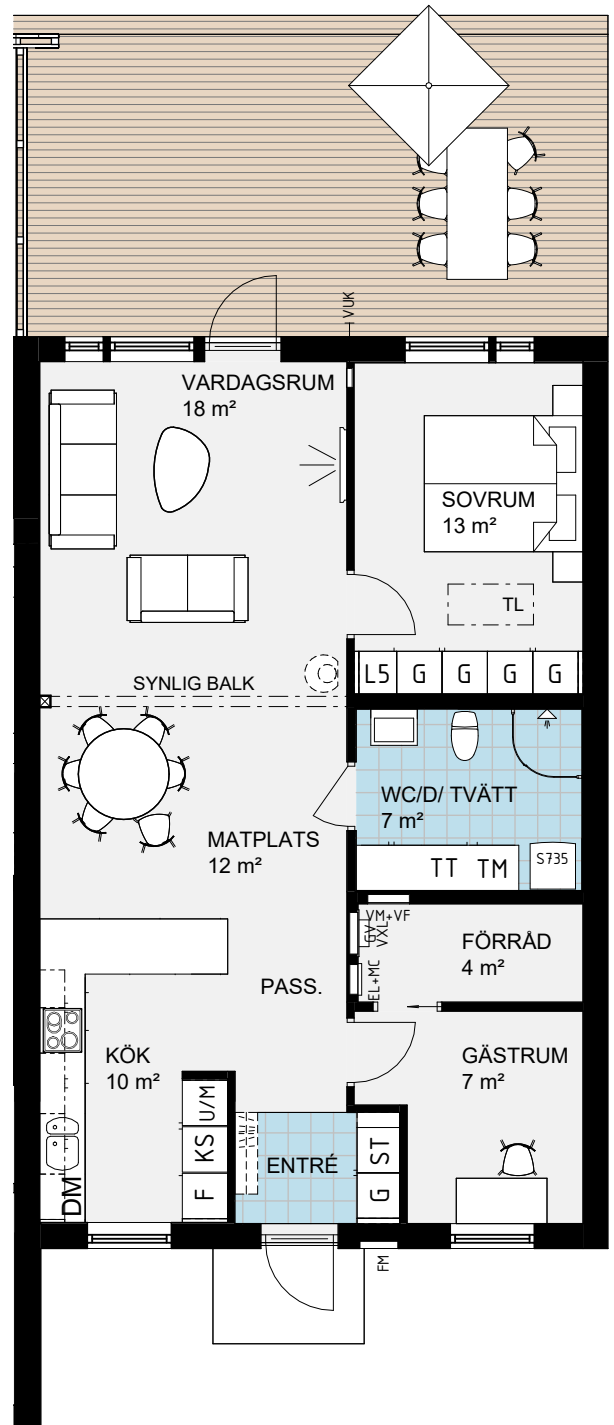 VUK
VARDAGSRUM
18 m²
SOVRUM
13 m²
TL
L5 G G G G
SYNLIG BALK
WC/D/ TVÄTT
7 m²
MATPLATS
12 m²
TT TM
S735
VM+VF
GV
VXL
EL+MC
FÖRRÅD
4 m²
PASS.
KÖK
10 m²
GÄSTRUM
7 m²
U/M
KS
F
ENTRÉ
ST
G
DM
FM